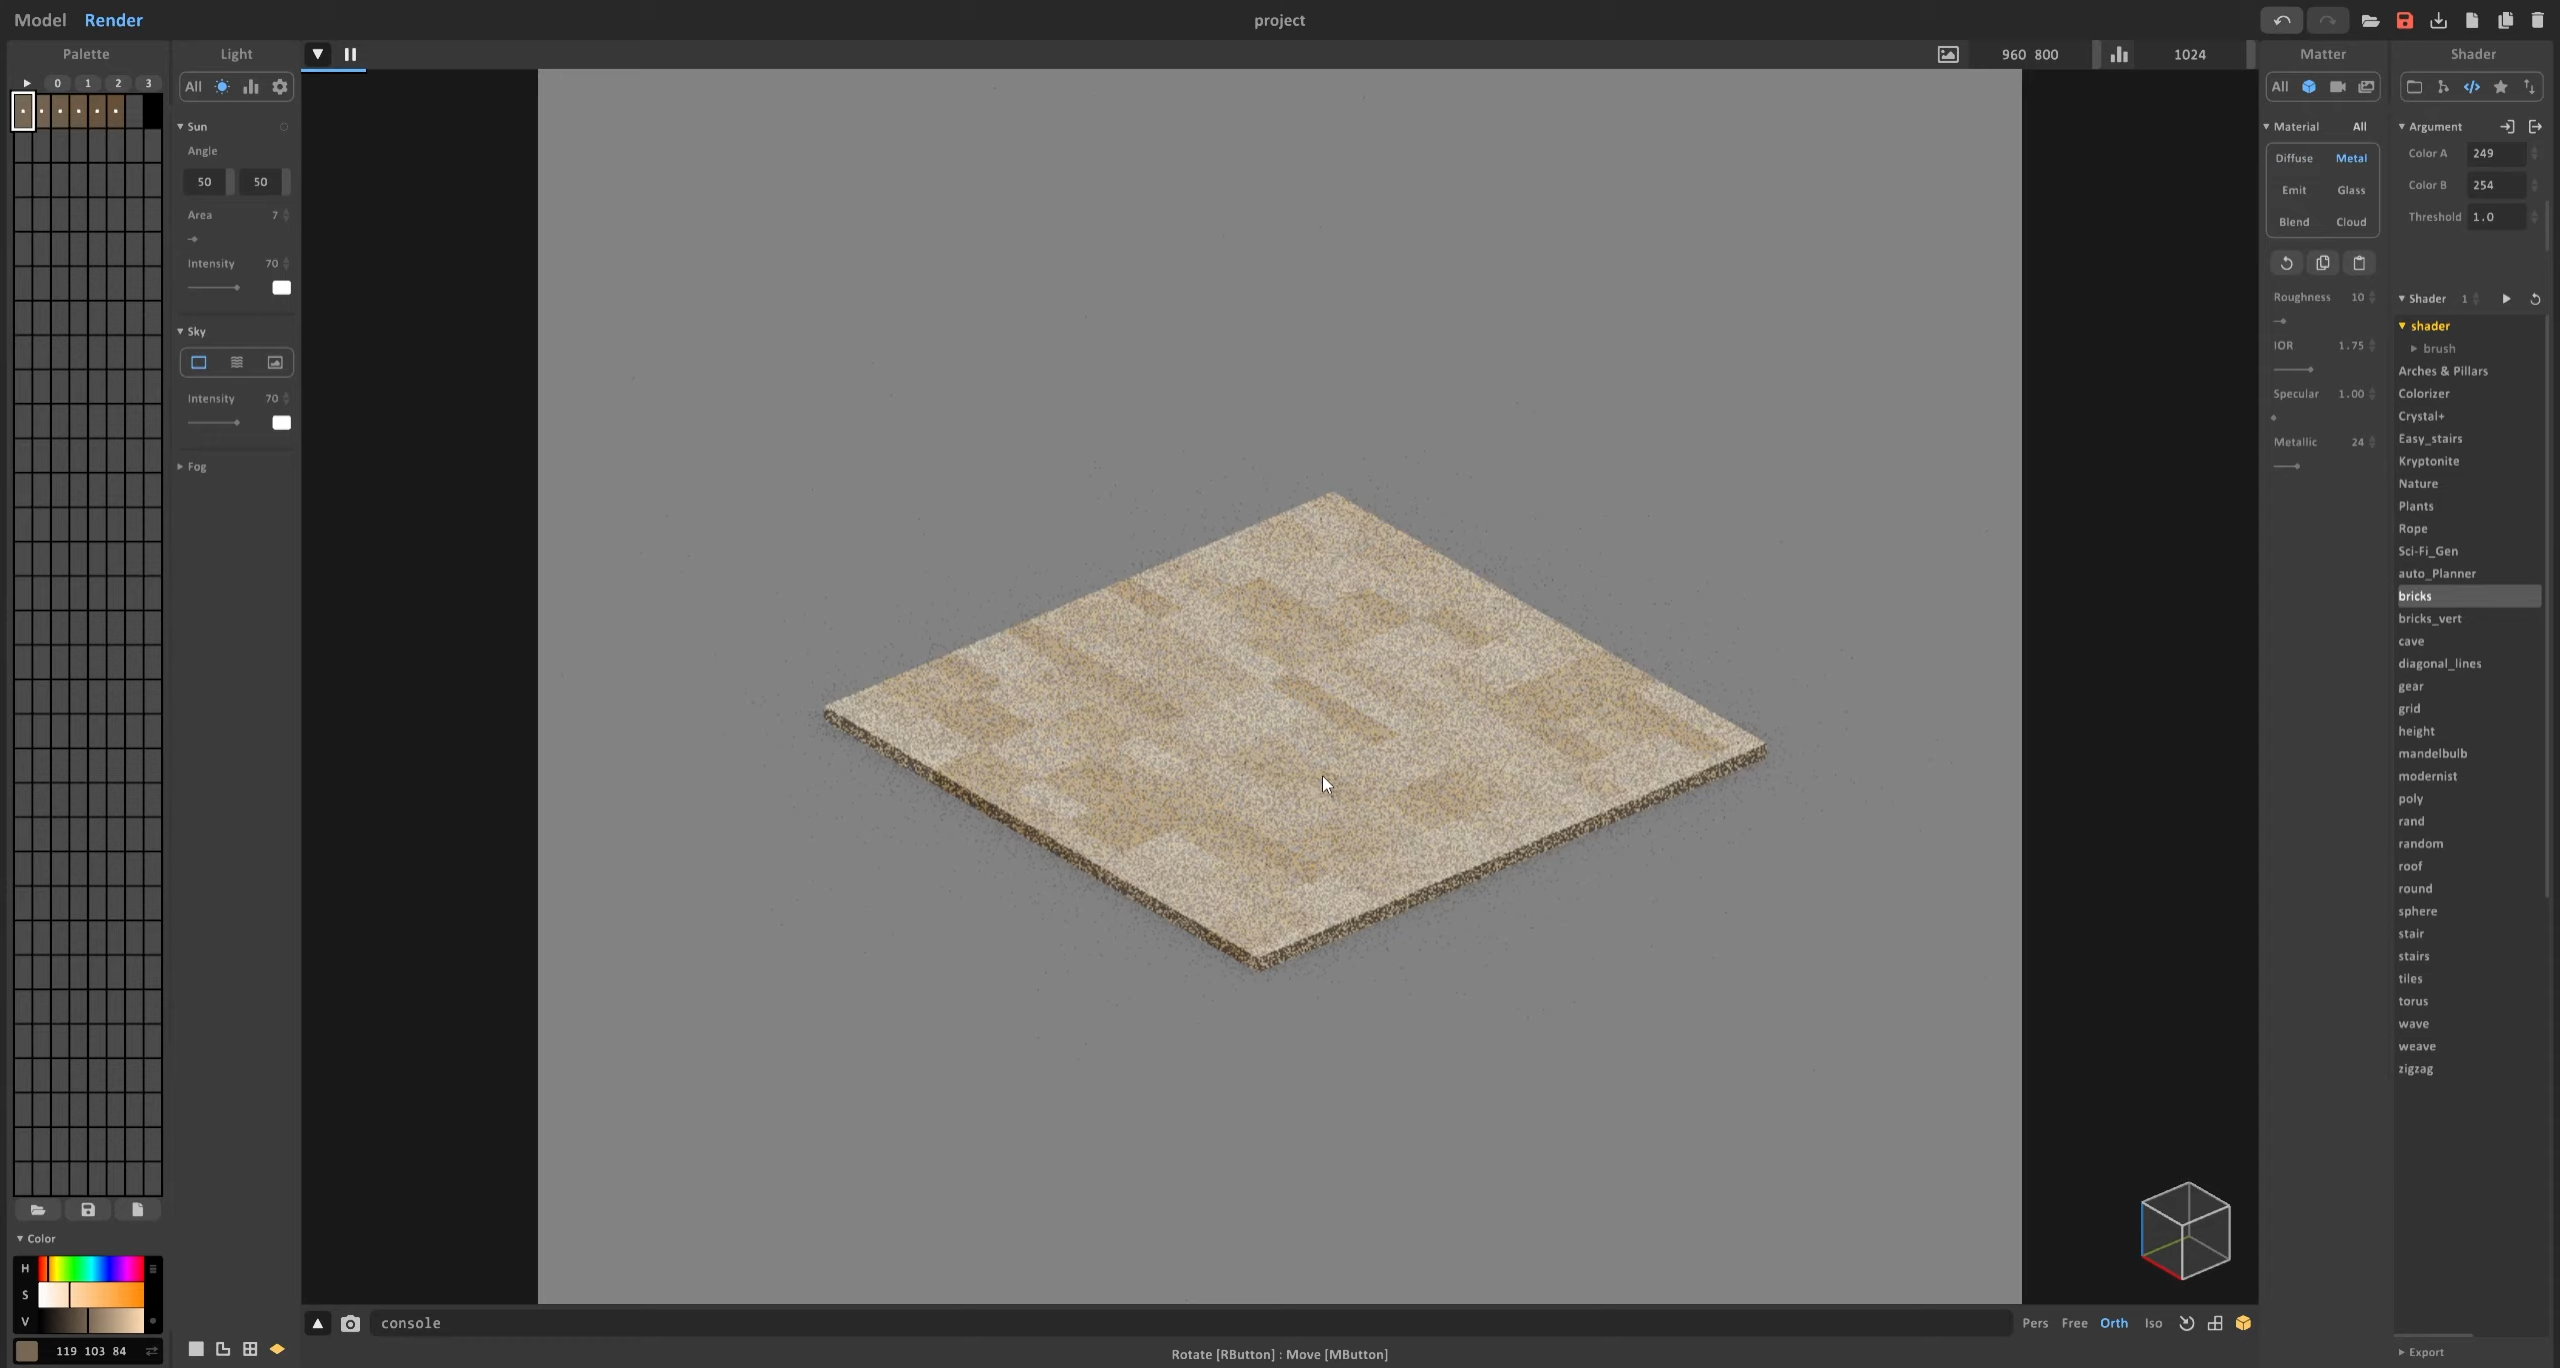 Model Render
project
Palette
0 1 2 3
Color
H
S
V
119 103 84
Light
All
Sun
Angle
50 50
Area 7
Intensity 70
Sky
Intensity 70
Fog
960 800
1024
console
Pers Free Orth Iso
Rotate [RButton] : Move [MButton]
Matter
All
Material All
Diffuse Metal
Emit Glass
Blend Cloud
Roughness 10
IOR 1.75
Specular 1.00
Metallic 24
Shader
Argument
Color A 249
Color B 254
Threshold 1.0
Shader 1
shader
brush
Arches & Pillars
Colorizer
Crystal+
Easy_stairs
Kryptonite
Nature
Plants
Rope
Sci-Fi_Gen
auto_Planner
bricks
bricks_vert
cave
diagonal_lines
gear
grid
height
mandelbulb
modernist
poly
rand
random
roof
round
sphere
stair
stairs
tiles
torus
wave
weave
zigzag
Export